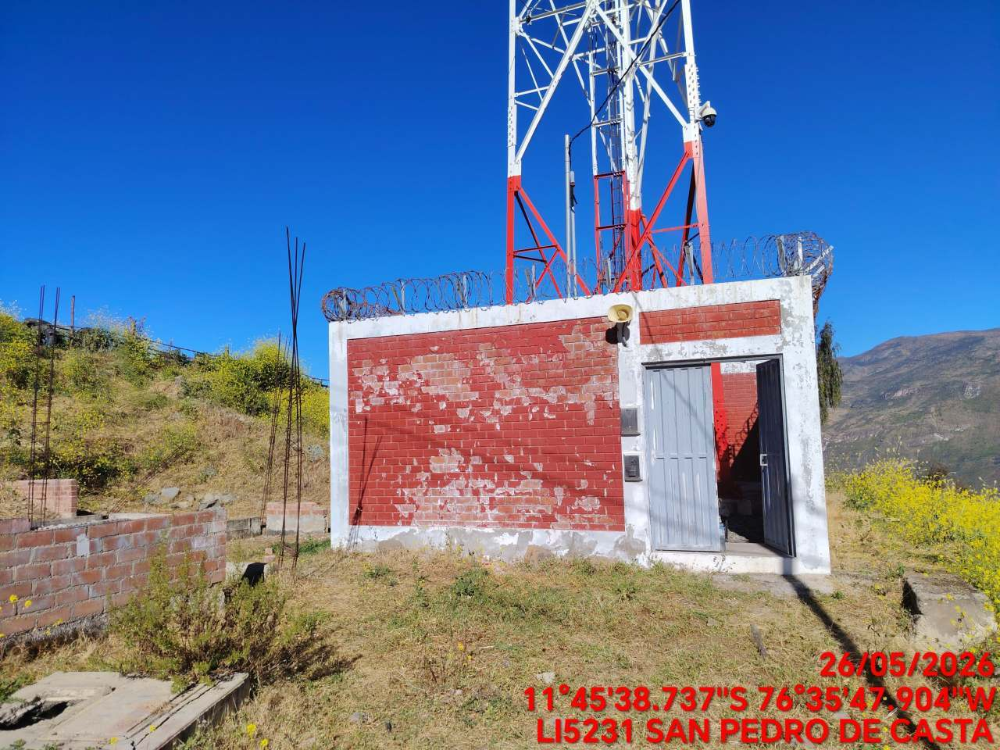 26/05/2026
11°45'38.737"S 76°35'47.904"W
LI5231 SAN PEDRO DE CASTA